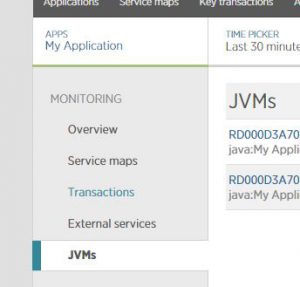 Applications Service maps Key transactions
APPS
My Application
TIME PICKER
Last 30 minute
MONITORING
Overview
Service maps
Transactions
External services
JVMs
JVMs
RD000D3A70
java:My Appli
RD000D3A70
java:My Appli